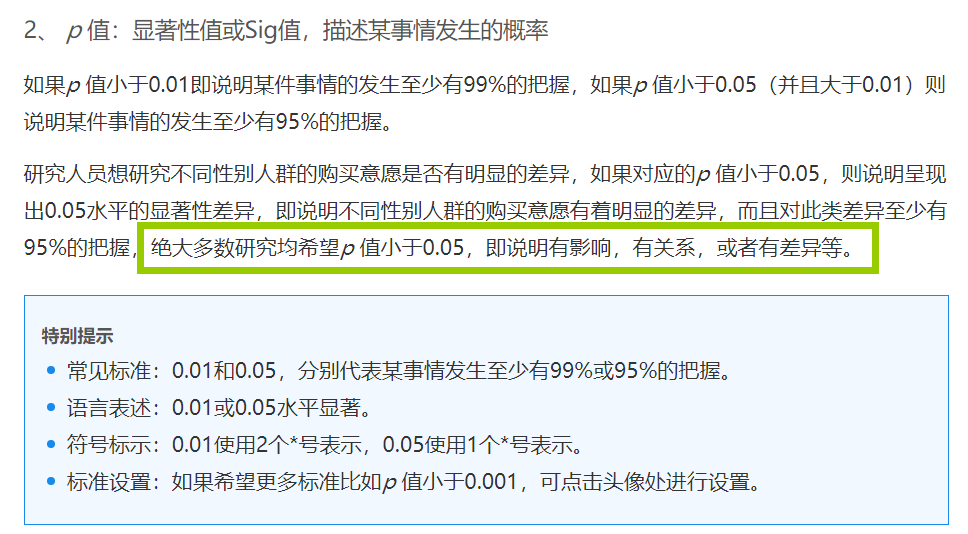 2、 p 值：显著性值或Sig值，描述某事情发生的概率
如果p 值小于0.01即说明某件事情的发生至少有99%的把握，如果p 值小于0.05（并且大于0.01）则
说明某件事情的发生至少有95%的把握。
研究人员想研究不同性别人群的购买意愿是否有明显的差异，如果对应的p 值小于0.05，则说明呈现
出0.05水平的显著性差异，即说明不同性别人群的购买意愿有着明显的差异，而且对此类差异至少有
95%的把握，绝大多数研究均希望p 值小于0.05，即说明有影响，有关系，或者有差异等。
特别提示
• 常见标准：0.01和0.05，分别代表某事情发生至少有99%或95%的把握。
• 语言表述：0.01或0.05水平显著。
• 符号标示：0.01使用2个*号表示，0.05使用1个*号表示。
• 标准设置：如果希望更多标准比如p 值小于0.001，可点击头像处进行设置。